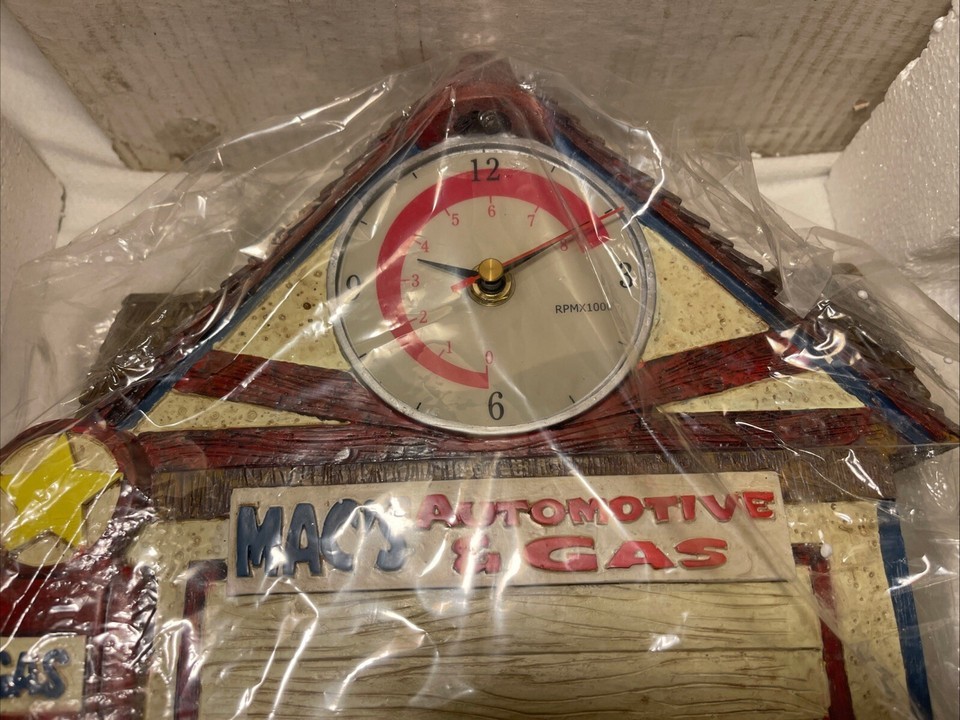 12
5 6 7
4 8
9 3 3
RPMX1000
2
1 0
6
MAC'S AUTOMOTIVE
& GAS
GAS